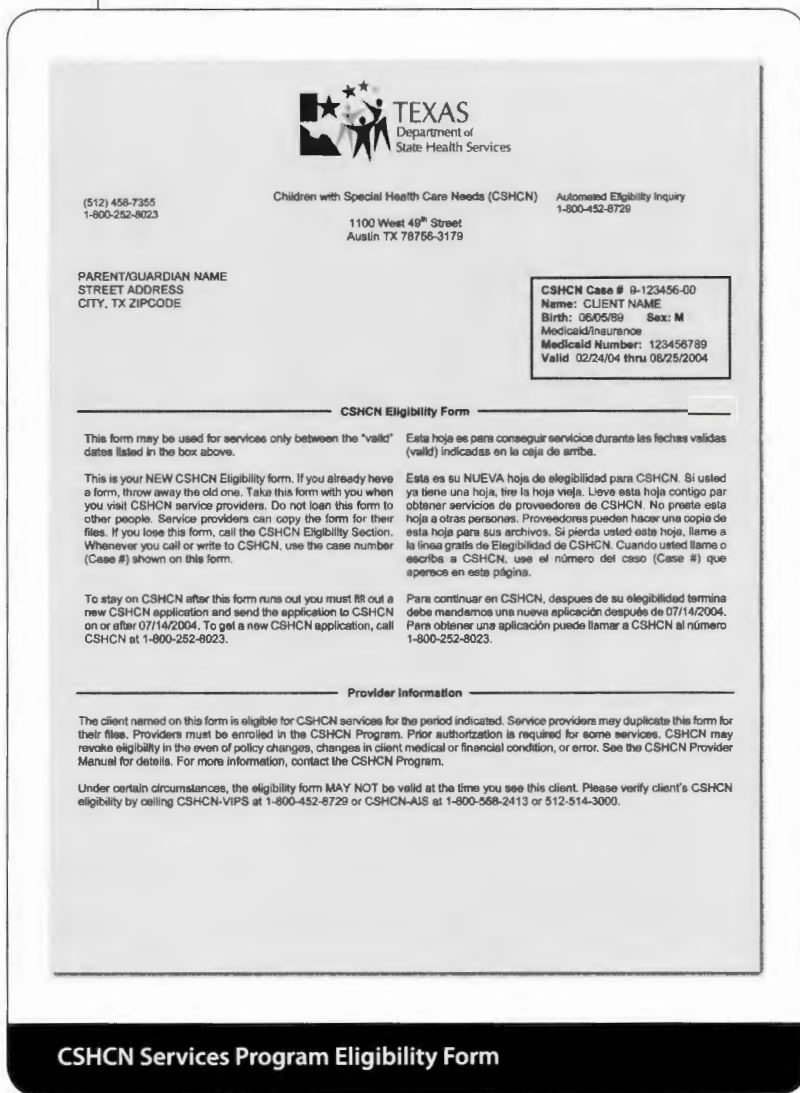 TEXAS
Department of
State Health Services
(512) 458-7355
1-800-252-8023
Children with Special Health Care Needs (CSHCN)
1100 West 49th Street
Austin TX 78756-3179
Automated Eligibility Inquiry
1-800-452-8729
PARENT/GUARDIAN NAME
STREET ADDRESS
CITY, TX ZIPCODE
CSHCN Case # 9-123456-00
Name: CLIENT NAME
Birth: 06/05/89 Sex: M
Medicaid/Insurance
Medicaid Number: 123456789
Valid 02/24/04 thru 08/25/2004
CSHCN Eligibility Form
This form may be used for services only between the "valid"
dates listed in the box above.
This is your NEW CSHCN Eligibility form. If you already have
a form, throw away the old one. Take this form with you when
you visit CSHCN service providers. Do not loan this form to
other people. Service providers can copy the form for their
files. If you lose this form, call the CSHCN Eligibility Section.
Whenever you call or write to CSHCN, use the case number
(Case #) shown on this form.
To stay on CSHCN after this form runs out you must fill out a
new CSHCN application and send the application to CSHCN
on or after 07/14/2004. To get a new CSHCN application, call
CSHCN at 1-800-252-8023.
Esta hoja es para conseguir servicios durante las fechas validas
(valid) indicadas en la caja de arriba.
Esta es su NUEVA hoja de elegibilidad para CSHCN. Si usted
ya tiene una hoja, tire la hoja vieja. Lleve esta hoja contigo par
obtener servicios de proveedores de CSHCN. No preste esta
hoja a otras personas. Proveedores pueden hacer una copia de
esta hoja para sus archivos. Si pierda usted este hoja, llame a
la linea gratis de Elegibilidad de CSHCN. Cuando usted llame o
escriba a CSHCN, use el número del caso (Case #) que
aperece en este página.
Para continuar en CSHCN, despues de su elegibilidad termina
debe mandarnos una nueva aplicación después de 07/14/2004.
Para obtener una aplicación puede llamar a CSHCN al número
1-800-252-8023.
Provider Information
The client named on this form is eligible for CSHCN services for the period indicated. Service providers may duplicate this form for
their files. Providers must be enrolled in the CSHCN Program. Prior authorization is required for some services. CSHCN may
revoke eligibility in the even of policy changes, changes in client medical or financial condition, or error. See the CSHCN Provider
Manual for details. For more information, contact the CSHCN Program.
Under certain circumstances, the eligibility form MAY NOT be valid at the time you see this client. Please verify client's CSHCN
eligibility by calling CSHCN-VIPS at 1-800-452-8729 or CSHCN-AIS at 1-800-568-2413 or 512-514-3000.
CSHCN Services Program Eligibility Form